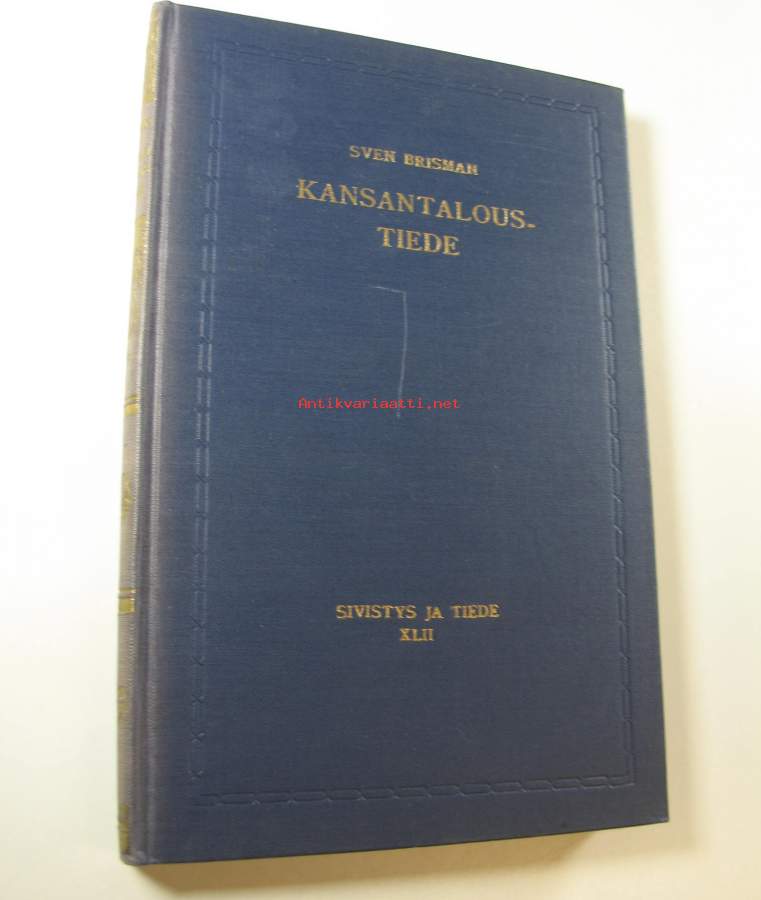 SVEN BRISMAN
KANSANTALOUS-
TIEDE
Antikvariaatti.net
SIVISTYS JA TIEDE
XLII